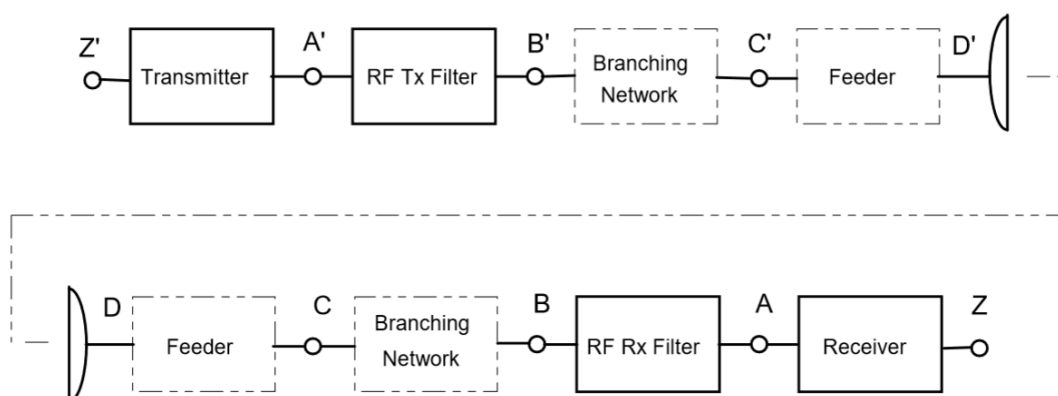 Z'
Transmitter
A'
RF Tx Filter
B'
Branching
Network
C'
Feeder
D'
D
Feeder
C
Branching
Network
B
RF Rx Filter
A
Receiver
Z